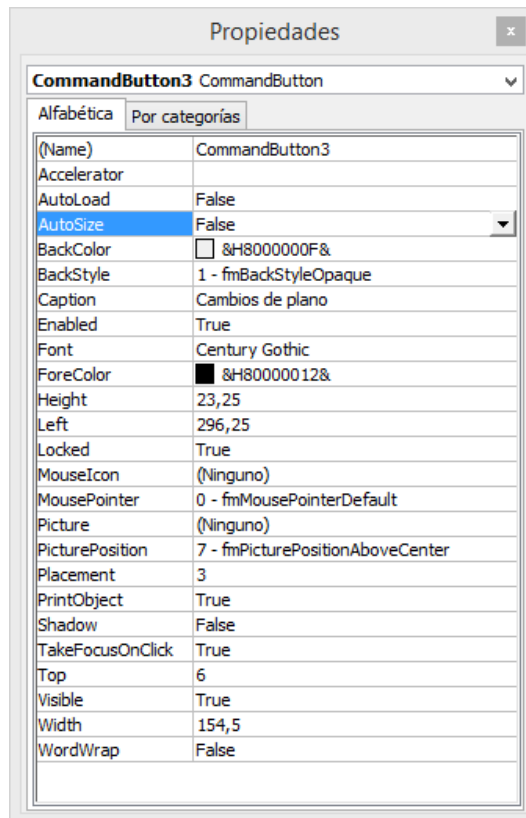 Propiedades
x
CommandButton3 CommandButton
Alfabética Por categorías
(Name) CommandButton3
Accelerator
AutoLoad False
AutoSize False
BackColor &H8000000F&
BackStyle 1 - fmBackStyleOpaque
Caption Cambios de plano
Enabled True
Font Century Gothic
ForeColor &H80000012&
Height 23,25
Left 296,25
Locked True
MouseIcon (Ninguno)
MousePointer 0 - fmMousePointerDefault
Picture (Ninguno)
PicturePosition 7 - fmPicturePositionAboveCenter
Placement 3
PrintObject True
Shadow False
TakeFocusOnClick True
Top 6
Visible True
Width 154,5
WordWrap False